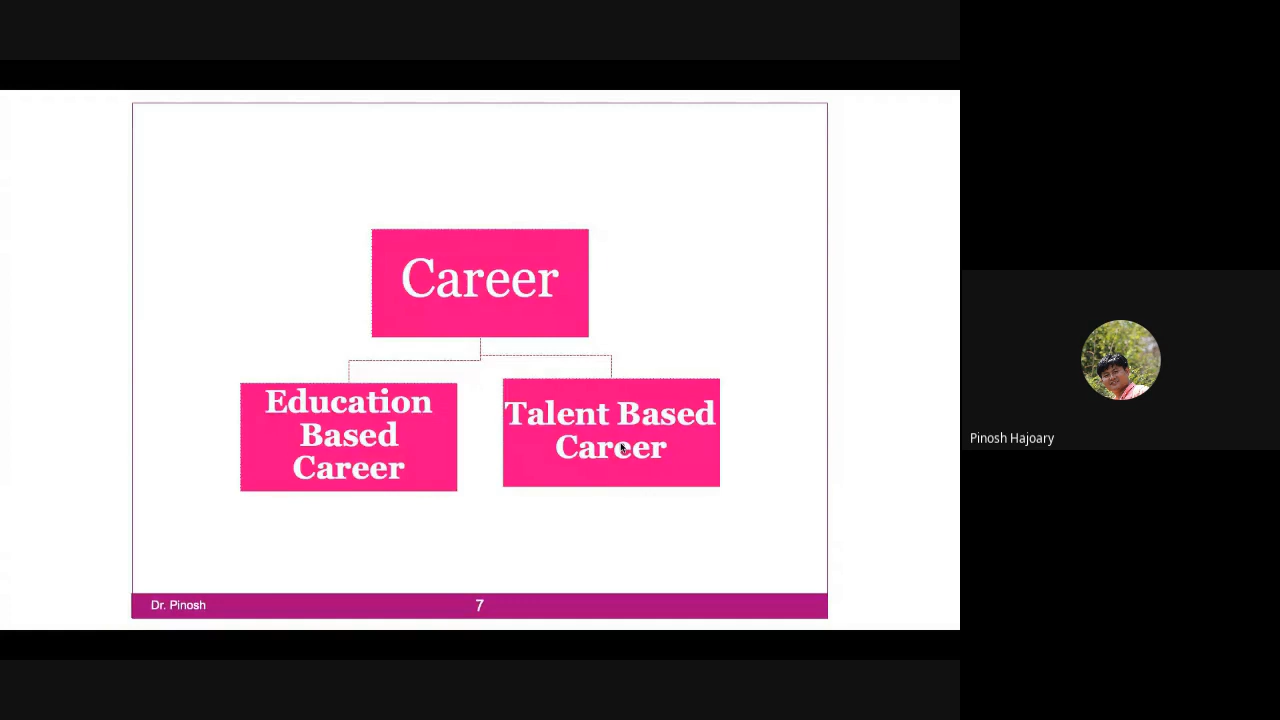 Career
Education
Based
Career
Talent Based
Career
Dr. Pinosh
7
Pinosh Hajoary